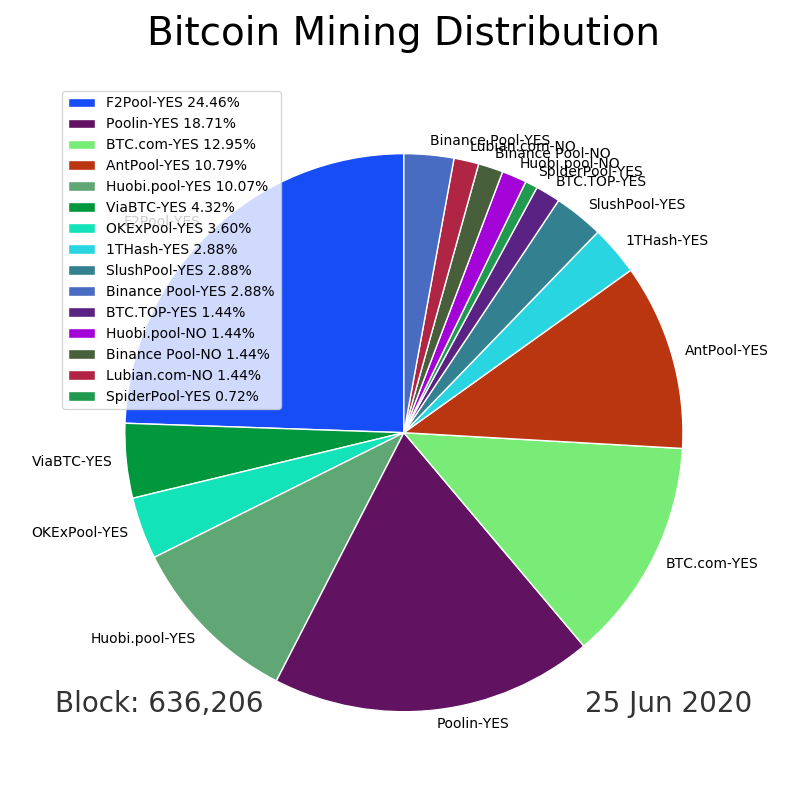 Bitcoin Mining Distribution
F2Pool-YES 24.46%
Poolin-YES 18.71%
BTC.com-YES 12.95%
AntPool-YES 10.79%
Huobi.pool-YES 10.07%
ViaBTC-YES 4.32%
OKExPool-YES 3.60%
1THash-YES 2.88%
SlushPool-YES 2.88%
Binance Pool-YES 2.88%
BTC.TOP-YES 1.44%
Huobi.pool-NO 1.44%
Binance Pool-NO 1.44%
Lubian.com-NO 1.44%
SpiderPool-YES 0.72%
Binance Pool-YES
Lubian.com-NO
Binance Pool-NO
Huobi.pool-NO
SpiderPool-YES
BTC.TOP-YES
SlushPool-YES
1THash-YES
F2Pool-YES
AntPool-YES
ViaBTC-YES
OKExPool-YES
BTC.com-YES
Huobi.pool-YES
Poolin-YES
Block: 636,206
25 Jun 2020